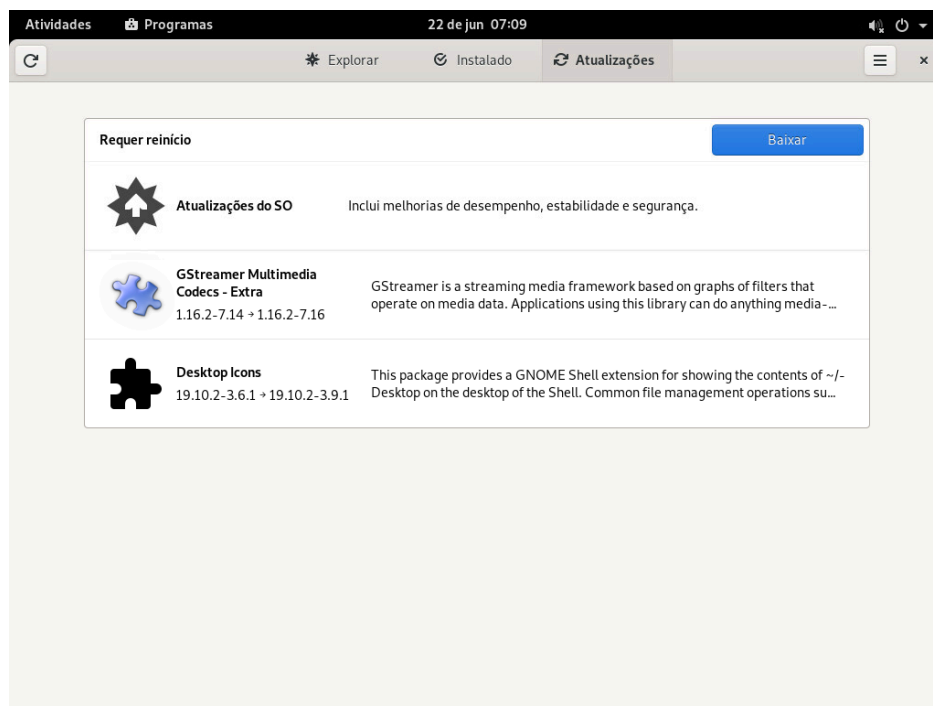 Atividades Programas 22 de jun 07:09
Explorar Instalado Atualizações
Requer reinício Baixar
Atualizações do SO Inclui melhorias de desempenho, estabilidade e segurança.
GStreamer Multimedia
Codecs - Extra
1.16.2-7.14 → 1.16.2-7.16
GStreamer is a streaming media framework based on graphs of filters that
operate on media data. Applications using this library can do anything media-…
Desktop Icons
19.10.2-3.6.1 → 19.10.2-3.9.1
This package provides a GNOME Shell extension for showing the contents of ~/-
Desktop on the desktop of the Shell. Common file management operations su…